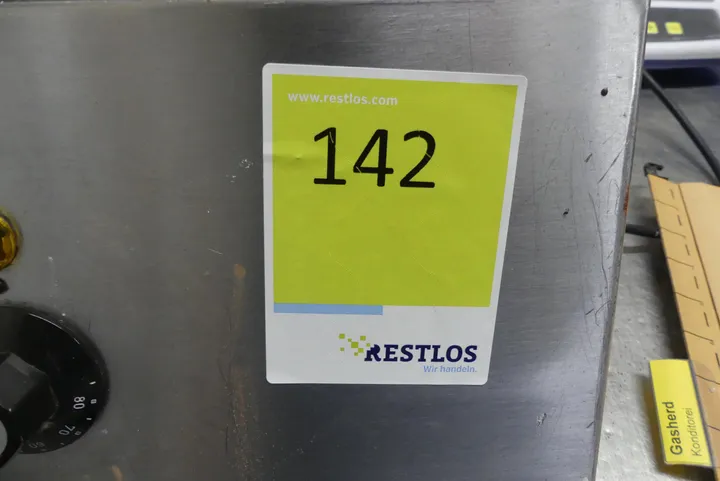 www.restlos.com
142
RESTLOS
Wir handeln.
80
70
Gasherd
Konditorei